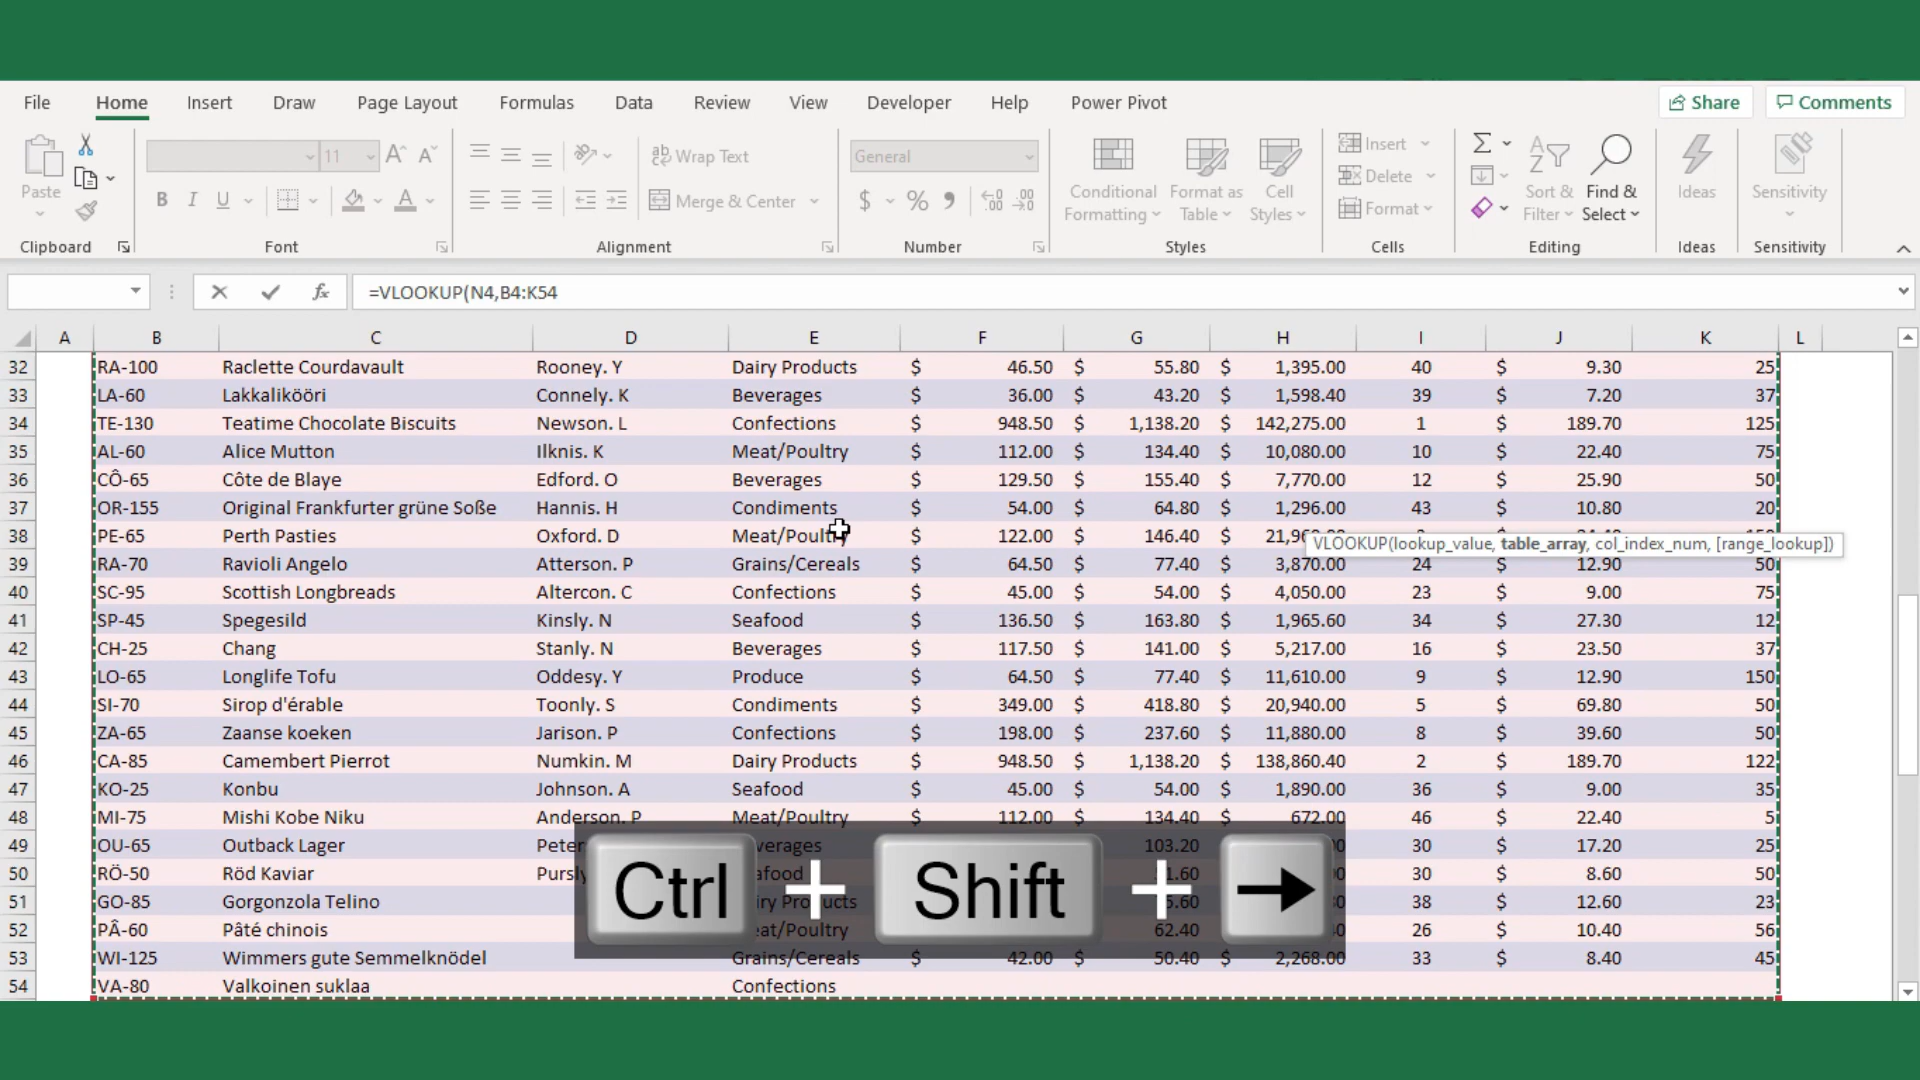 File Home Insert Draw Page Layout Formulas Data Review View Developer Help Power Pivot Share Comments
Paste 11 A A Wrap Text General Conditional Formatting Format as Table Cell Styles Insert Delete Format Sort & Filter Find & Select Ideas Sensitivity
B I U A Merge & Center $ % 9
Clipboard Font Alignment Number Styles Cells Editing Ideas Sensitivity
fx =VLOOKUP(N4,B4:K54
A B C D E F G H I J K L
32 RA-100 Raclette Courdavault Rooney. Y Dairy Products $ 46.50 $ 55.80 $ 1,395.00 40 $ 9.30 25
33 LA-60 Lakkalikööri Connely. K Beverages $ 36.00 $ 43.20 $ 1,598.40 39 $ 7.20 37
34 TE-130 Teatime Chocolate Biscuits Newson. L Confections $ 948.50 $ 1,138.20 $ 142,275.00 1 $ 189.70 125
35 AL-60 Alice Mutton Ilknis. K Meat/Poultry $ 112.00 $ 134.40 $ 10,080.00 10 $ 22.40 75
36 CÔ-65 Côte de Blaye Edford. O Beverages $ 129.50 $ 155.40 $ 7,770.00 12 $ 25.90 50
37 OR-155 Original Frankfurter grüne Soße Hannis. H Condiments $ 54.00 $ 64.80 $ 1,296.00 43 $ 10.80 20
38 PE-65 Perth Pasties Oxford. D Meat/Poultry $ 122.00 $ 146.40 $
VLOOKUP(lookup_value, table_array, col_index_num, [range_lookup])
39 RA-70 Ravioli Angelo Atterson. P Grains/Cereals $ 64.50 $ 77.40 $ 3,870.00 24 $ 12.90 50
40 SC-95 Scottish Longbreads Altercon. C Confections $ 45.00 $ 54.00 $ 4,050.00 23 $ 9.00 75
41 SP-45 Spegesild Kinsly. N Seafood $ 136.50 $ 163.80 $ 1,965.60 34 $ 27.30 12
42 CH-25 Chang Stanly. N Beverages $ 117.50 $ 141.00 $ 5,217.00 16 $ 23.50 37
43 LO-65 Longlife Tofu Oddesy. Y Produce $ 64.50 $ 77.40 $ 11,610.00 9 $ 12.90 150
44 SI-70 Sirop d'érable Toonly. S Condiments $ 349.00 $ 418.80 $ 20,940.00 5 $ 69.80 50
45 ZA-65 Zaanse koeken Jarison. P Confections $ 198.00 $ 237.60 $ 11,880.00 8 $ 39.60 50
46 CA-85 Camembert Pierrot Numkin. M Dairy Products $ 948.50 $ 1,138.20 $ 138,860.40 2 $ 189.70 122
47 KO-25 Konbu Johnson. A Seafood $ 45.00 $ 54.00 $ 1,890.00 36 $ 9.00 35
48 MI-75 Mishi Kobe Niku Anderson. P Meat/Poultry $ 112.00 $ 134.40 $ 672.00 46 $ 22.40 5
49 OU-65 Outback Lager Peter 103.20 30 $ 17.20 25
50 RÖ-50 Röd Kaviar Pursly 30 $ 8.60 50
51 GO-85 Gorgonzola Telino 38 $ 12.60 23
52 PÂ-60 Pâté chinois 62.40 26 $ 10.40 56
53 WI-125 Wimmers gute Semmelknödel Grains/Cereals $ 42.00 $ 50.40 $ 2,268.00 33 $ 8.40 45
54 VA-80 Valkoinen suklaa Confections
Ctrl + Shift + →